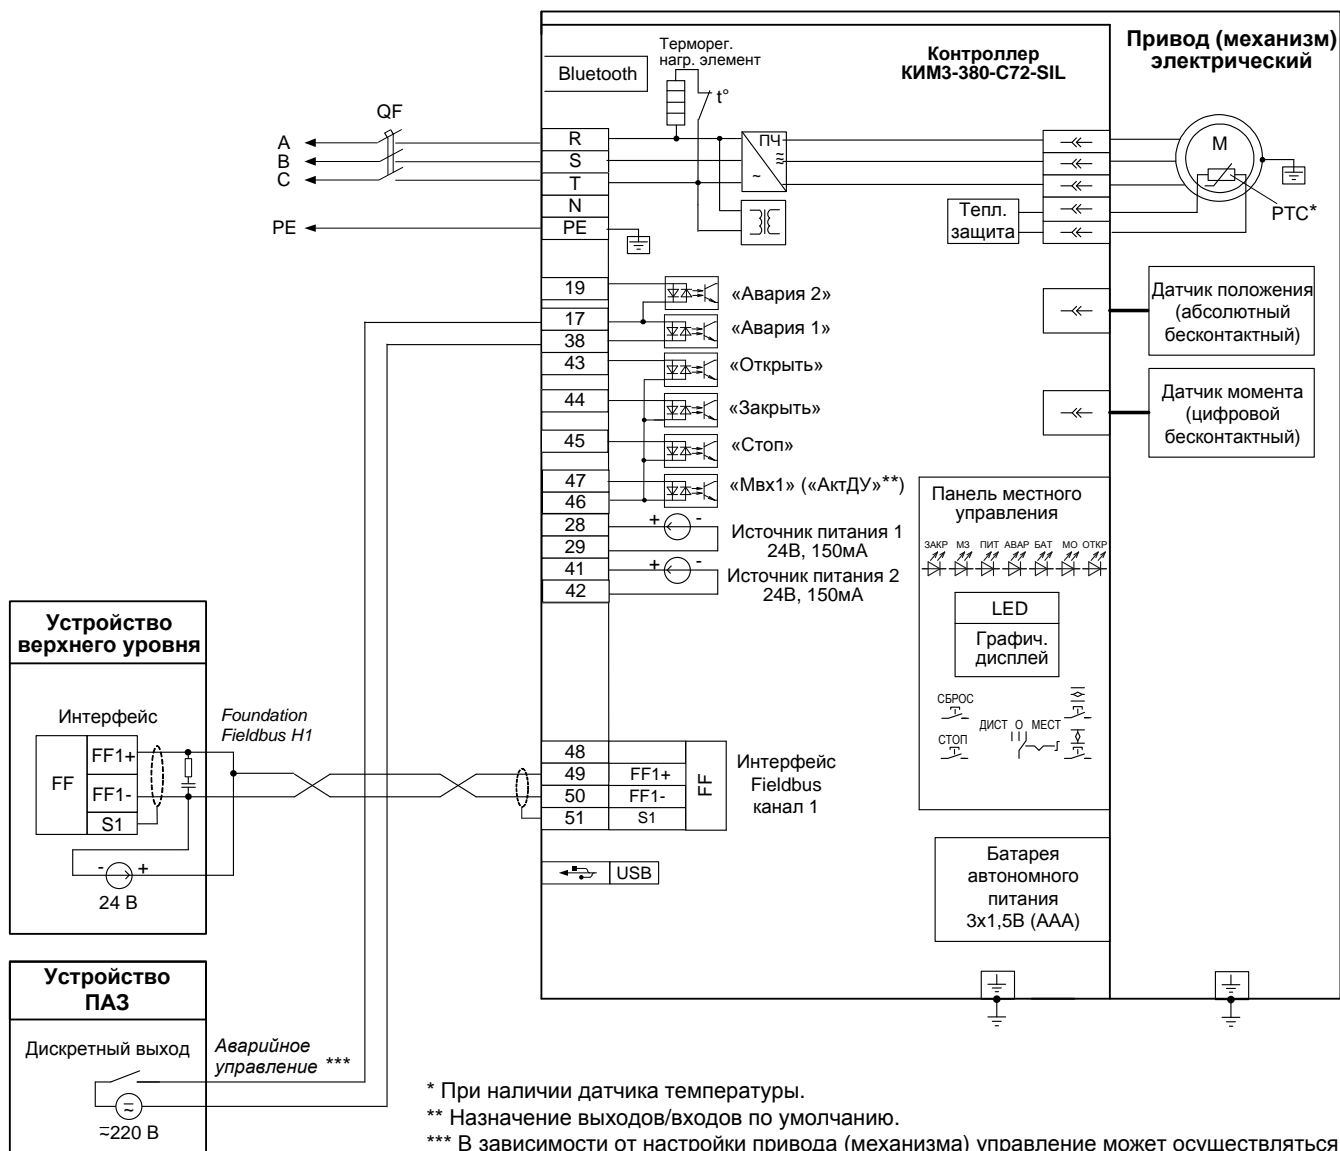 Bluetooth
Терморег.
нагр. элемент
t°
Контроллер
КИМ3-380-С72-SIL
Привод (механизм)
электрический
QF
A
B
C
PE
R
S
T
N
PE
ПЧ
~
≂
M
PTC*
Тепл.
защита
19
17
38
43
44
45
47
46
28
29
41
42
«Авария 2»
«Авария 1»
«Открыть»
«Закрыть»
«Стоп»
«Мвх1» («АктДУ»**)
+ -
Источник питания 1
24В, 150мА
+ -
Источник питания 2
24В, 150мА
Датчик положения
(абсолютный
бесконтактный)
Датчик момента
(цифровой
бесконтактный)
Панель местного
управления
ЗАКР МЗ ПИТ АВАР БАТ МО ОТКР
LED
Графич.
дисплей
СБРОС
СТОП
ДИСТ О МЕСТ
Устройство
верхнего уровня
Интерфейс
FF
FF1+
FF1-
S1
- +
24 В
Foundation
Fieldbus H1
48
49 FF1+
50 FF1-
51 S1
FF
Интерфейс
Fieldbus
канал 1
USB
Батарея
автономного
питания
3х1,5В (ААА)
Устройство
ПАЗ
Дискретный выход
≂220 В
Аварийное
управление ***
* При наличии датчика температуры.
** Назначение выходов/входов по умолчанию.
*** В зависимости от настройки привода (механизма) управление может осуществляться